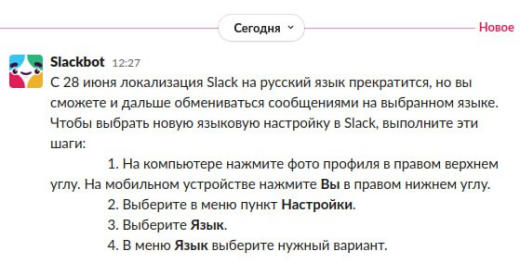 Сегодня
Новое
Slackbot 12:27
С 28 июня локализация Slack на русский язык прекратится, но вы
сможете и дальше обмениваться сообщениями на выбранном языке.
Чтобы выбрать новую языковую настройку в Slack, выполните эти
шаги:
1. На компьютере нажмите фото профиля в правом верхнем
углу. На мобильном устройстве нажмите Вы в правом нижнем углу.
2. Выберите в меню пункт Настройки.
3. Выберите Язык.
4. В меню Язык выберите нужный вариант.